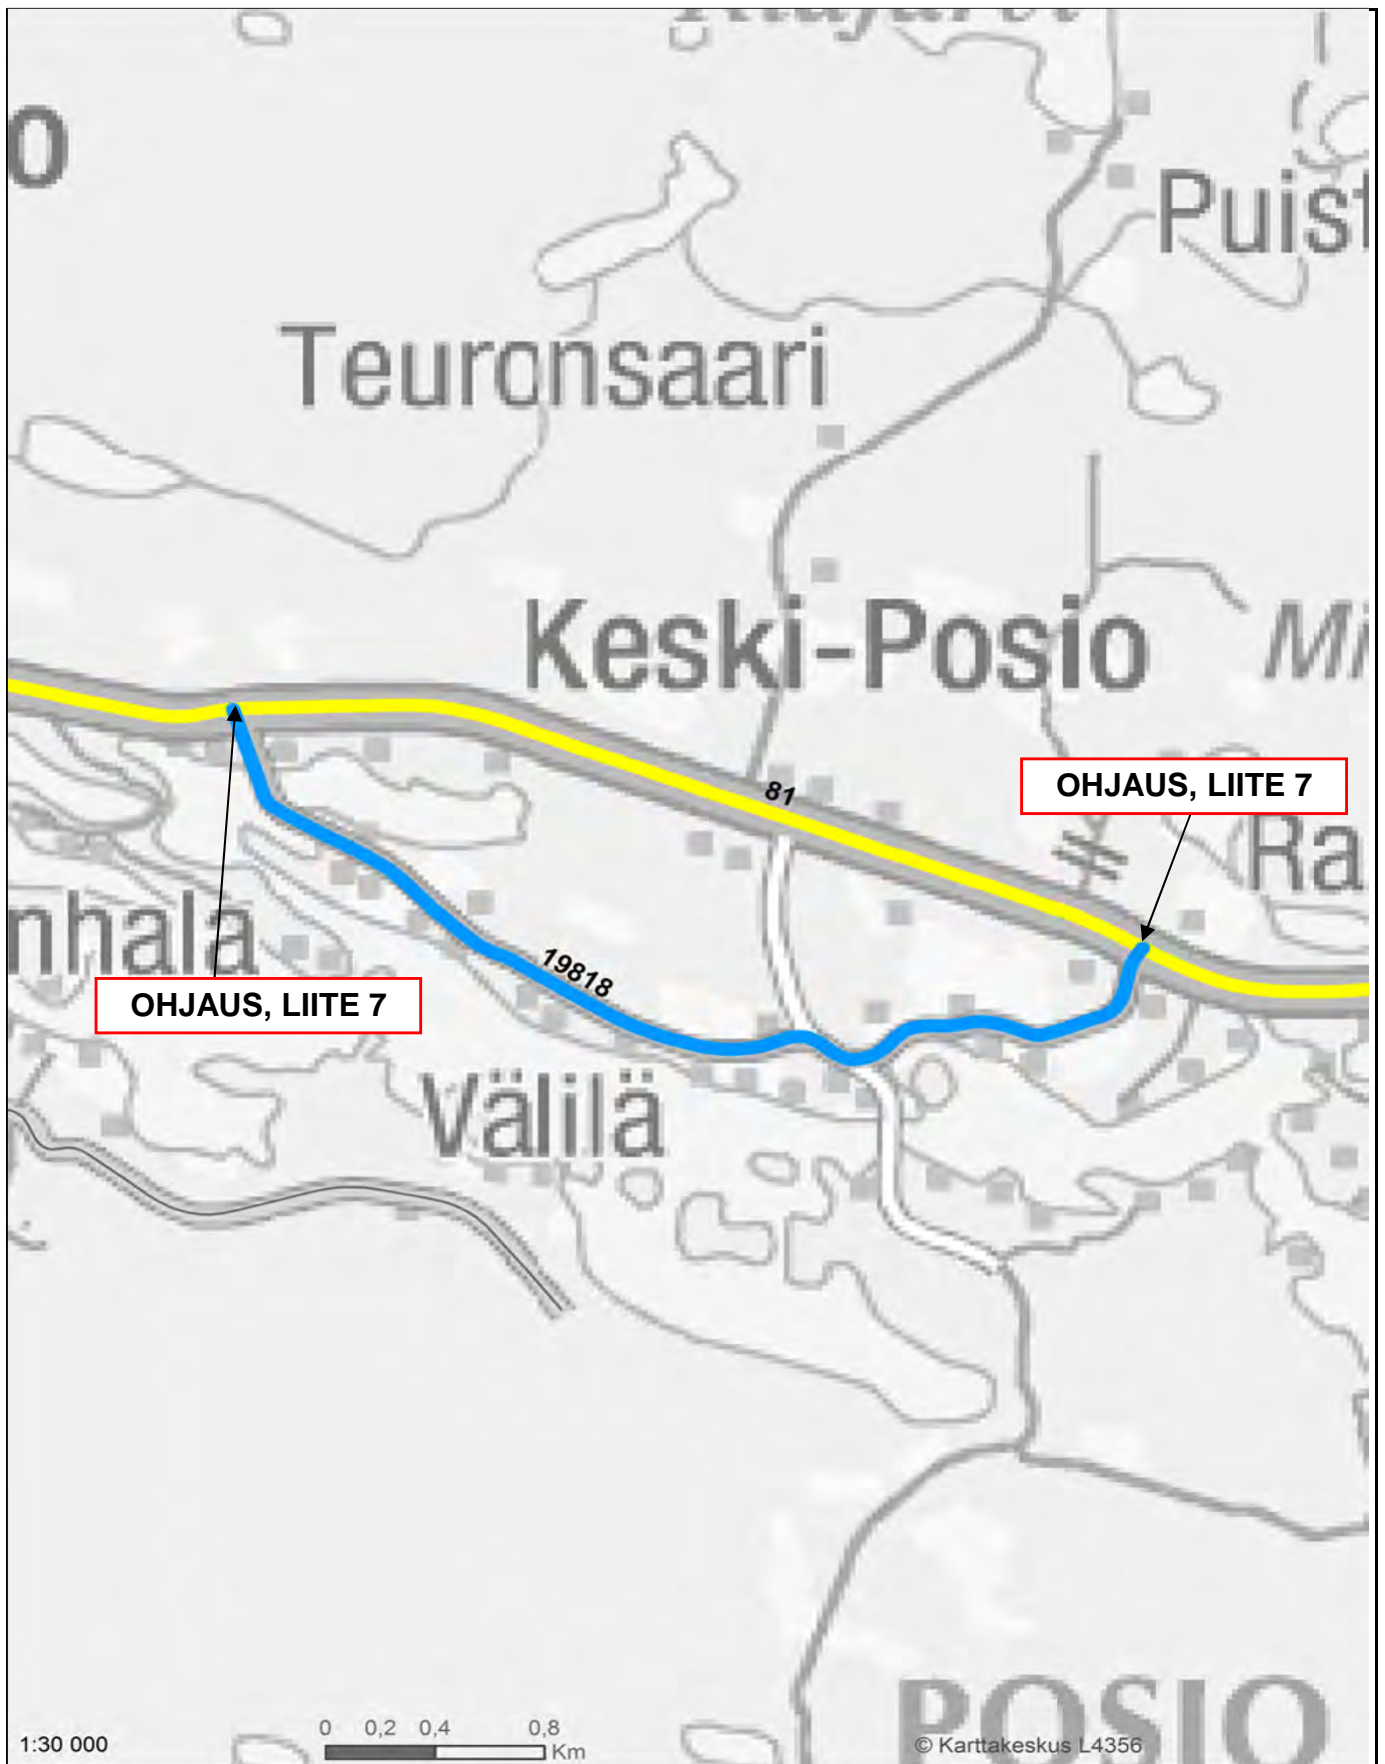 Puist
Teuronsaari
Keski-Posio
Mi
81
OHJAUS, LIITE 7
Ra
nhala
19818
OHJAUS, LIITE 7
Välilä
POSIO
0 0,2 0,4 0,8
Km
1:30 000
© Karttakeskus L4356